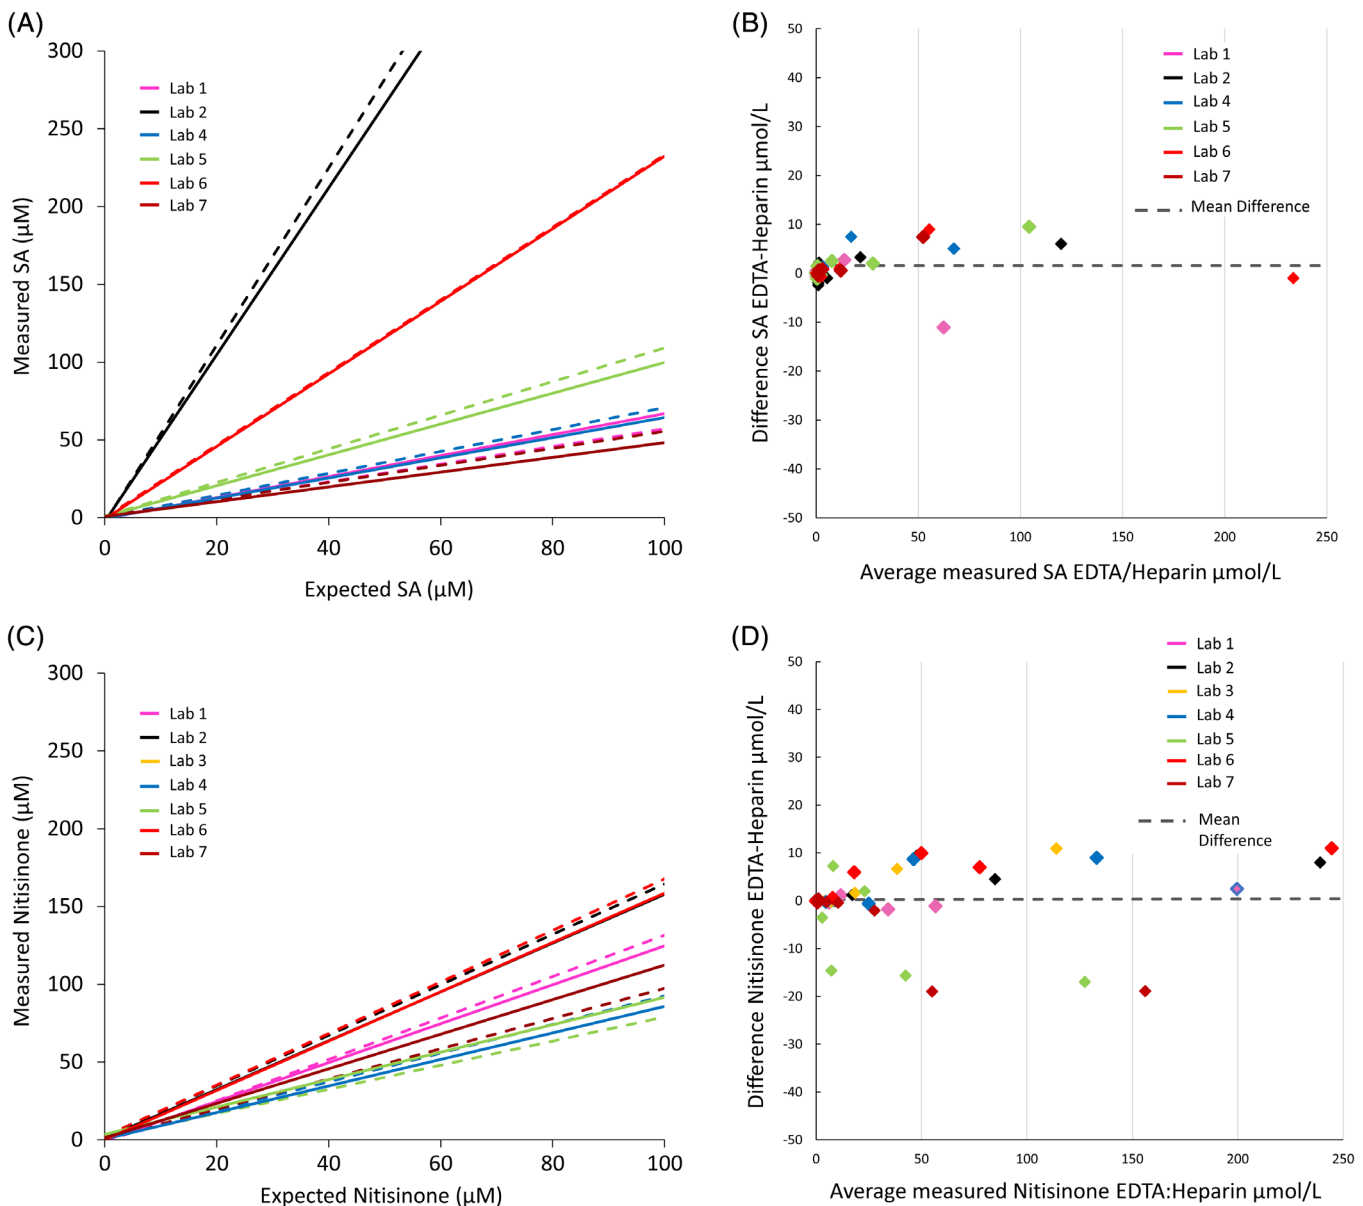 (A)
300
250
200
150
100
50
0
Measured SA (µM)
Lab 1
Lab 2
Lab 4
Lab 5
Lab 6
Lab 7
0 20 40 60 80 100
Expected SA (µM)
(B)
50
40
30
20
10
0
-10
-20
-30
-40
-50
Difference SA EDTA-Heparin µmol/L
Lab 1
Lab 2
Lab 4
Lab 5
Lab 6
Lab 7
Mean Difference
0 50 100 150 200 250
Average measured SA EDTA/Heparin µmol/L
(C)
300
250
200
150
100
50
0
Measured Nitisinone (µM)
Lab 1
Lab 2
Lab 3
Lab 4
Lab 5
Lab 6
Lab 7
0 20 40 60 80 100
Expected Nitisinone (µM)
(D)
50
40
30
20
10
0
-10
-20
-30
-40
-50
Difference Nitisinone EDTA-Heparin µmol/L
Lab 1
Lab 2
Lab 3
Lab 4
Lab 5
Lab 6
Lab 7
Mean
Difference
0 50 100 150 200 250
Average measured Nitisinone EDTA:Heparin µmol/L